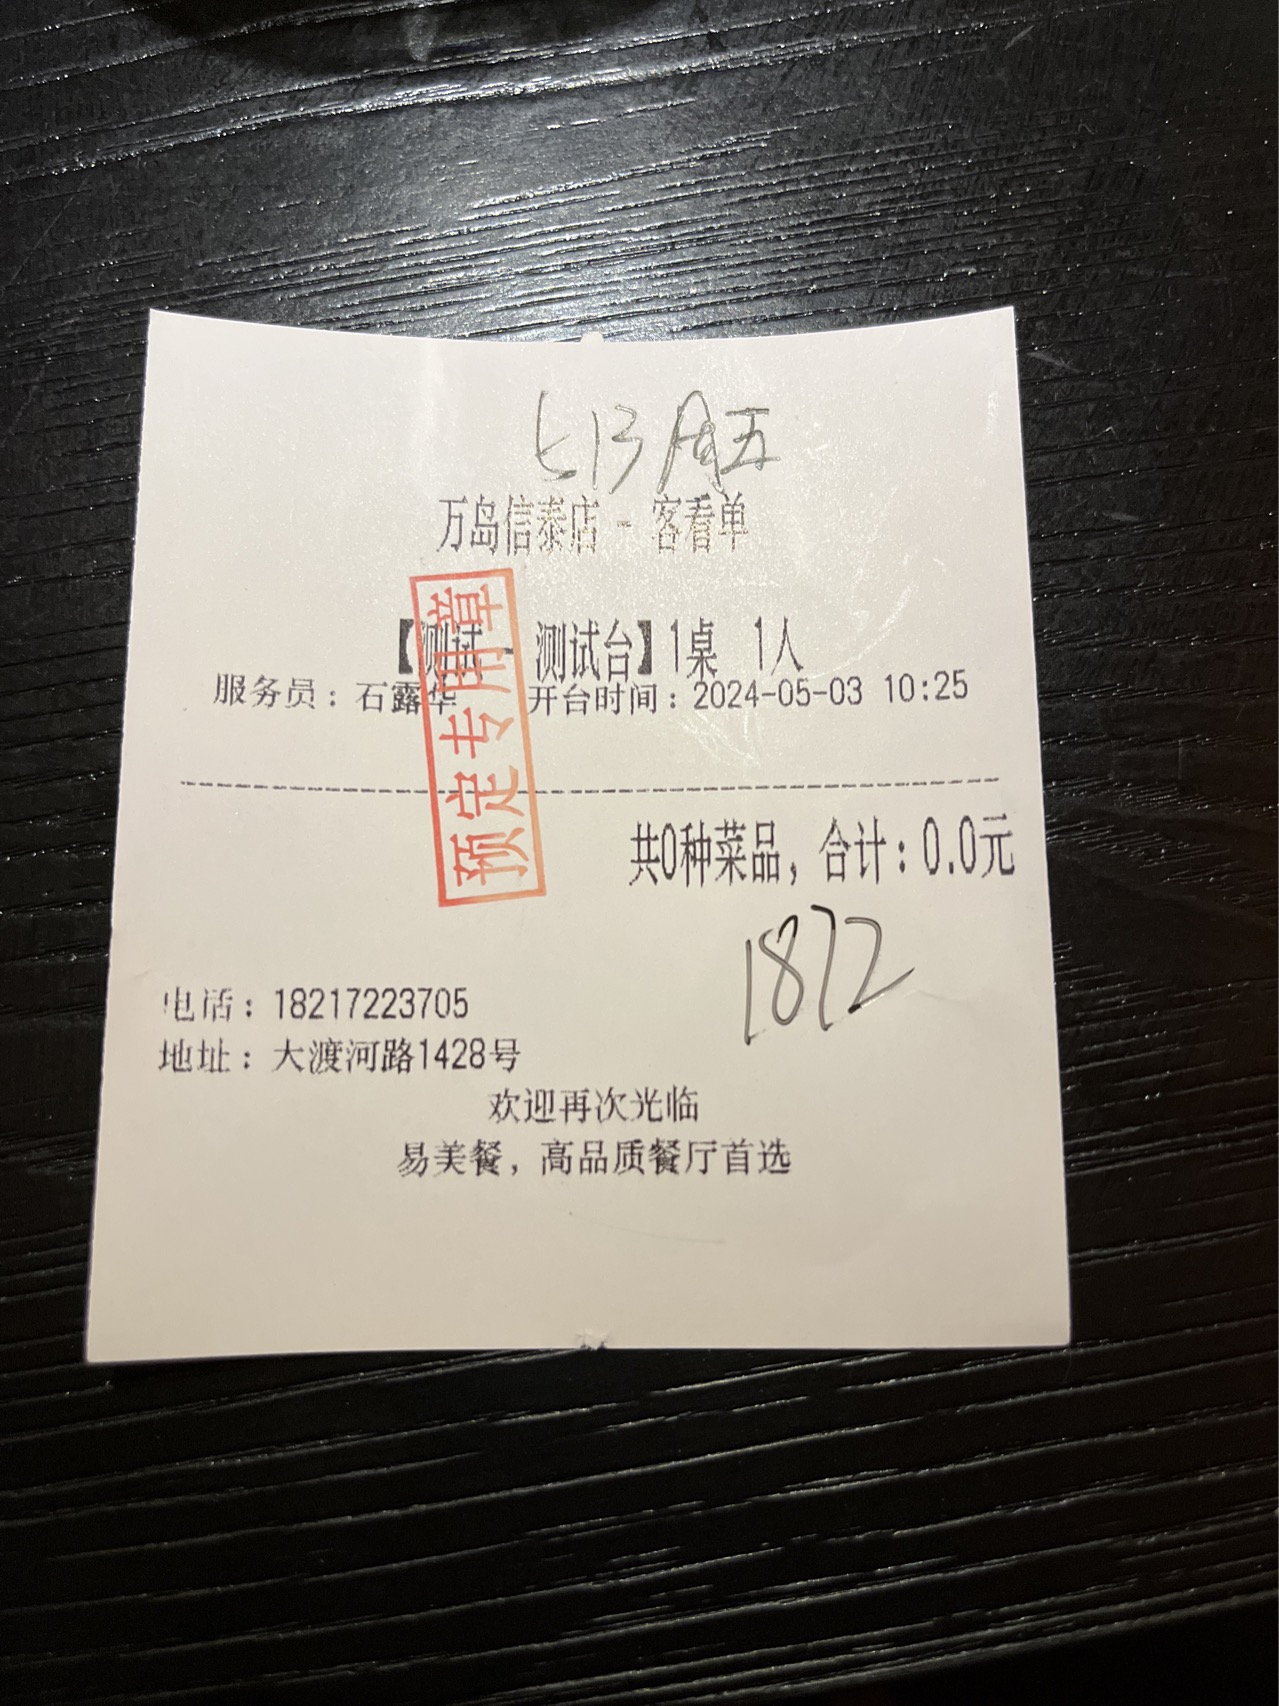 5/3 周五
万岛信泰店 - 客看单
【测试 - 测试台】1桌 1人
服务员：石露华 开台时间：2024-05-03 10:25
预定专用章
共0种菜品，合计：0.0元
1872
电话：18217223705
地址：大渡河路1428号
欢迎再次光临
易美餐，高品质餐厅首选